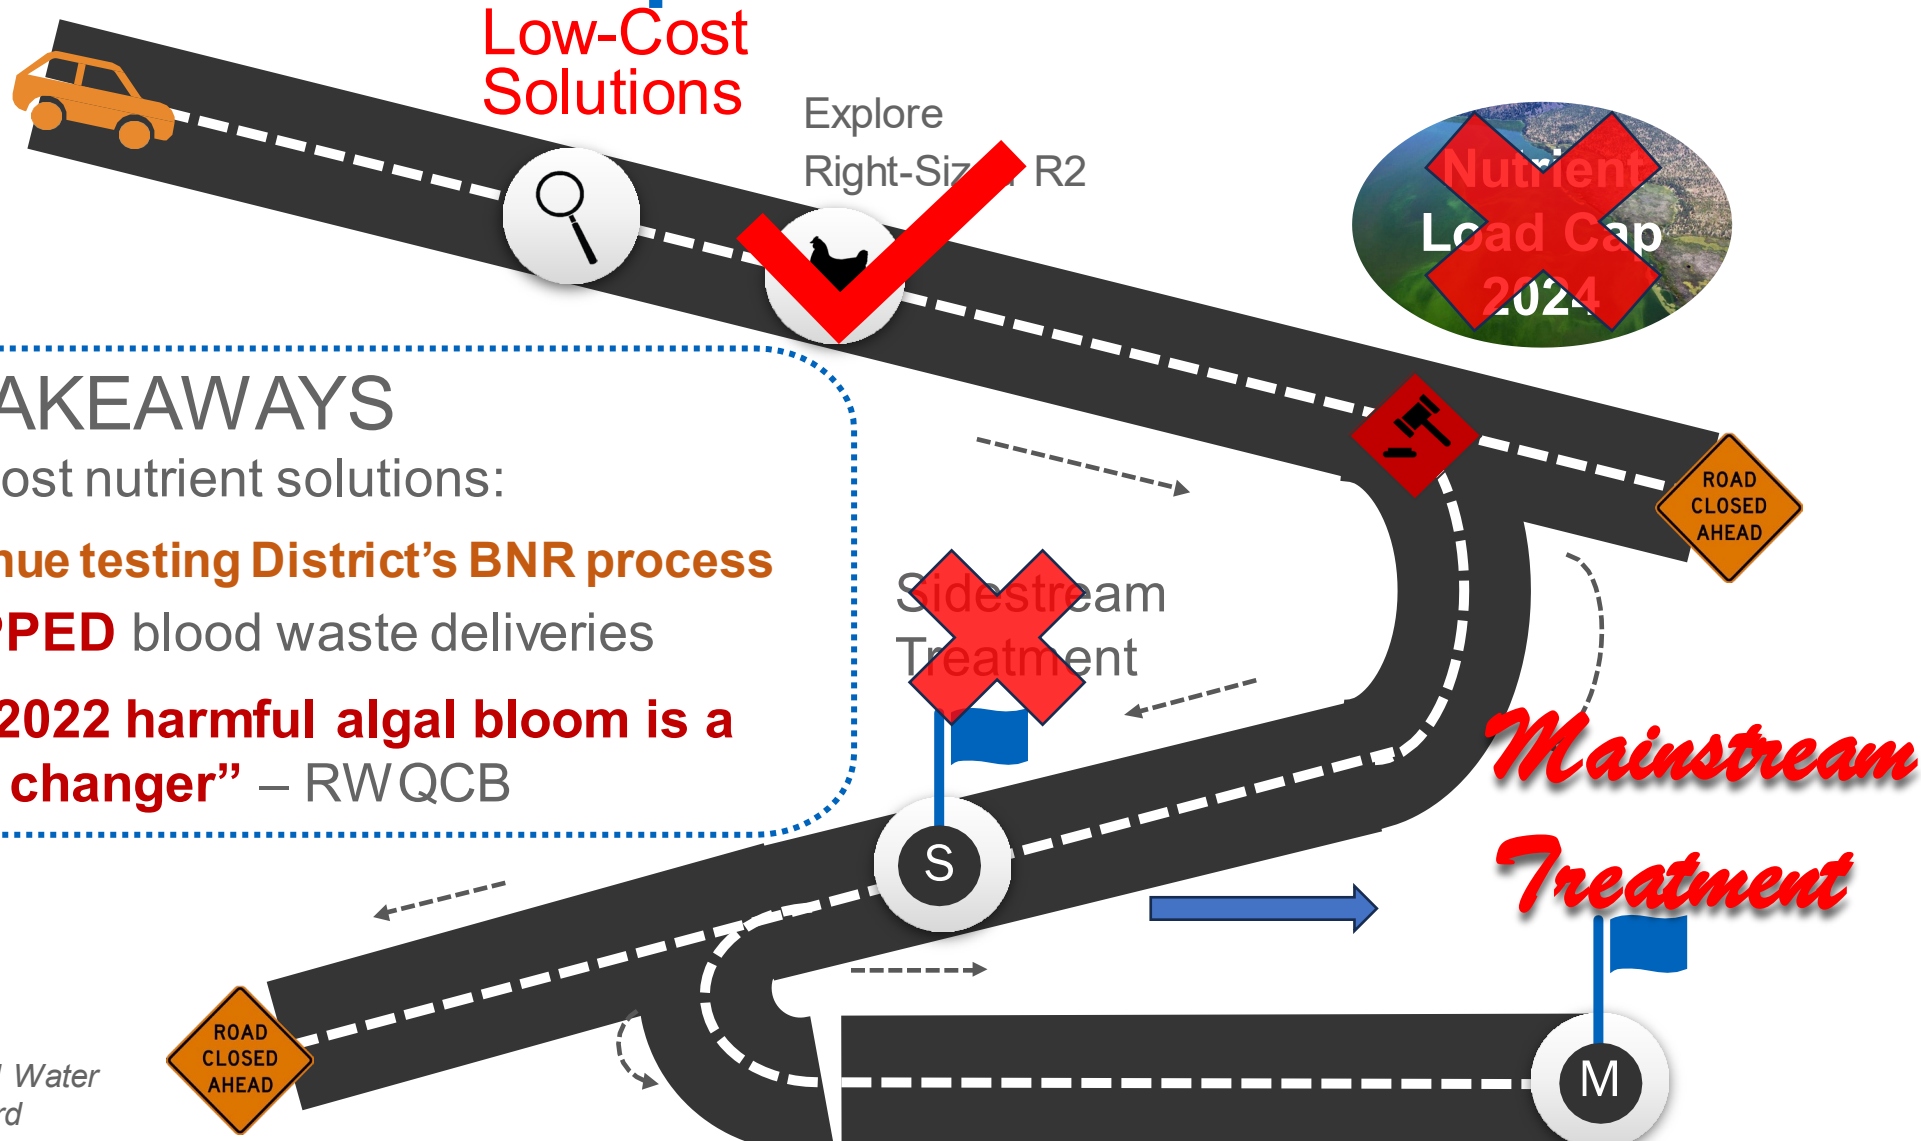 Low-Cost
Solutions
Explore
Right-Siz R2
Nutrient
Load Cap
2024
AKEAWAYS
ost nutrient solutions:
nue testing District's BNR process
PPED blood waste deliveries
2022 harmful algal bloom is a
changer” – RWQCB
Sidestream
Treatment
ROAD
CLOSED
AHEAD
Mainstream
Treatment
S
ROAD
CLOSED
AHEAD
M
Water
rd